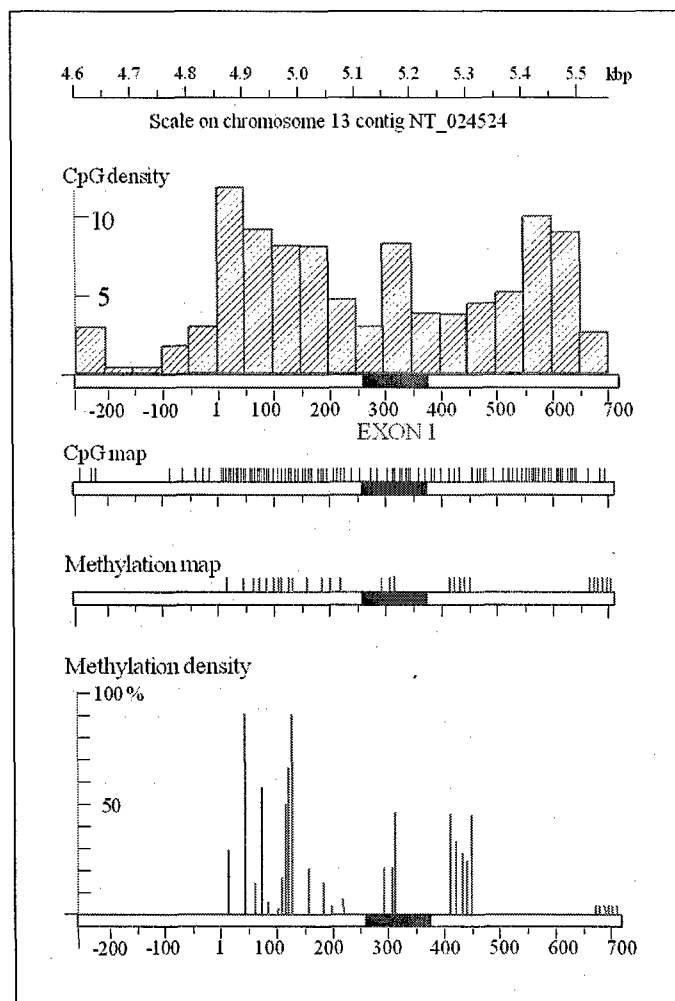 4.6 4.7 4.8 4.9 5.0 5.1 5.2 5.3 5.4 5.5 kbp
Scale on chromosome 13 contig NT_024524
CpG density
10
5
-200 -100 1 100 200 300 400 500 600 700
EXON 1
CpG map
Methylation map
Methylation density
100%
50
-200 -100 1 100 200 300 400 500 600 700